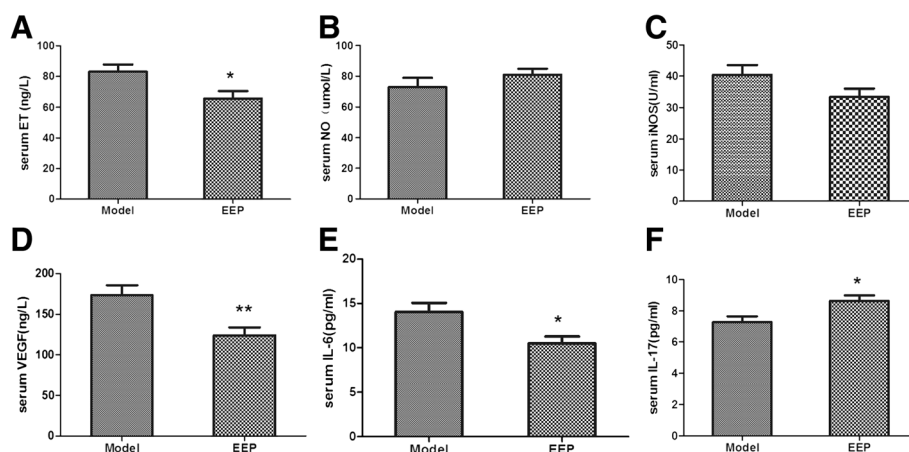 A
serum ET (ng/L)
100
80
60
40
20
0
*
Model EEP
B
serum NO (umol/L)
100
80
60
40
20
0
Model EEP
C
serum iNOS(U/ml)
50
40
30
20
10
0
Model EEP
D
serum VEGF(ng/L)
200
150
100
50
0
**
Model EEP
E
serum IL-6(pg/ml)
20
15
10
5
0
*
Model EEP
F
serum IL-17(pg/ml)
10
8
6
4
2
0
*
Model EEP